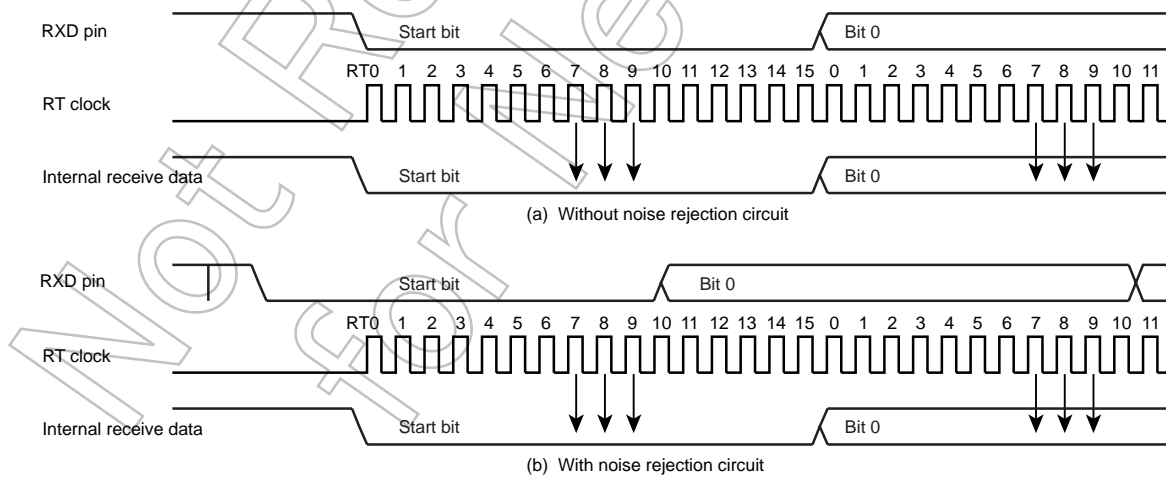 RXD pin
Start bit
Bit 0
RT0 1 2 3 4 5 6 7 8 9 10 11 12 13 14 15 0 1 2 3 4 5 6 7 8 9 10 11
RT clock
Internal receive data
Start bit
Bit 0
(a) Without noise rejection circuit
RXD pin
Start bit
Bit 0
RT0 1 2 3 4 5 6 7 8 9 10 11 12 13 14 15 0 1 2 3 4 5 6 7 8 9 10 11
RT clock
Internal receive data
Start bit
Bit 0
(b) With noise rejection circuit
Not Re
for Ne